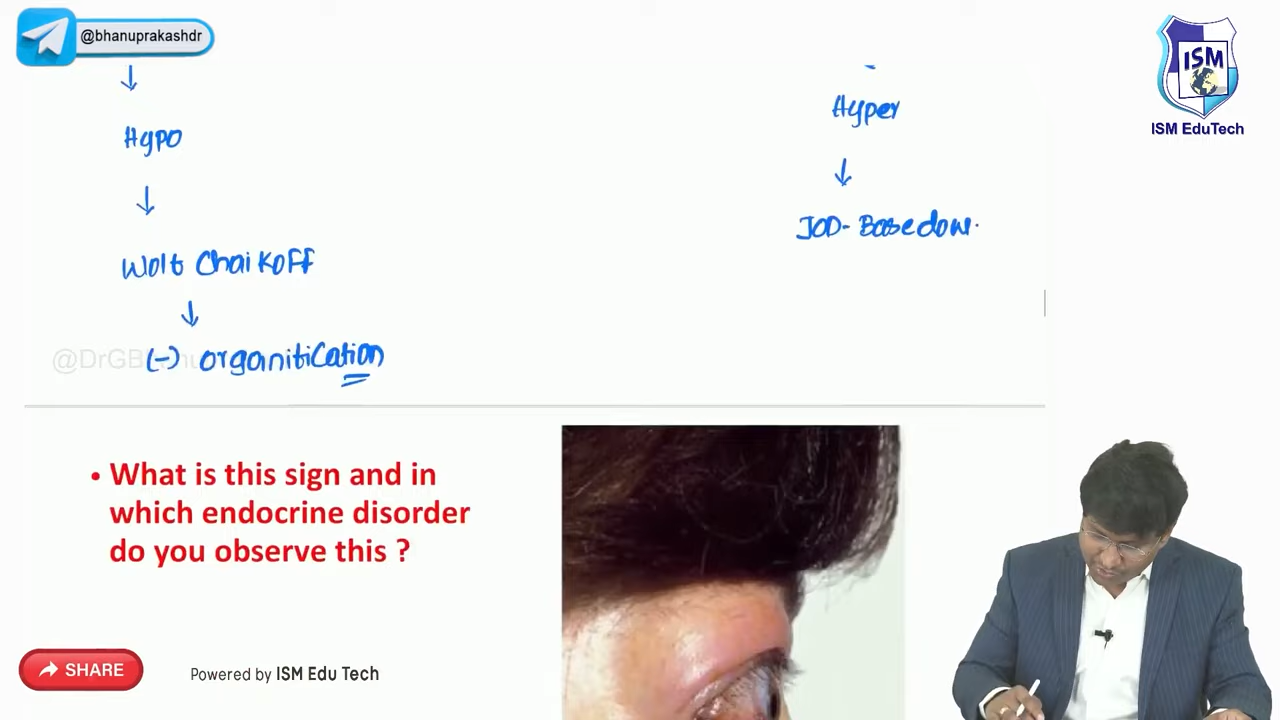 @bhanuprakashdr
ISM
ISM EduTech
Hypo
Wolf Chaikoff
(-) organification
Hyper
JOD-Basedow.
@DrGB
• What is this sign and in
which endocrine disorder
do you observe this ?
SHARE
Powered by ISM Edu Tech